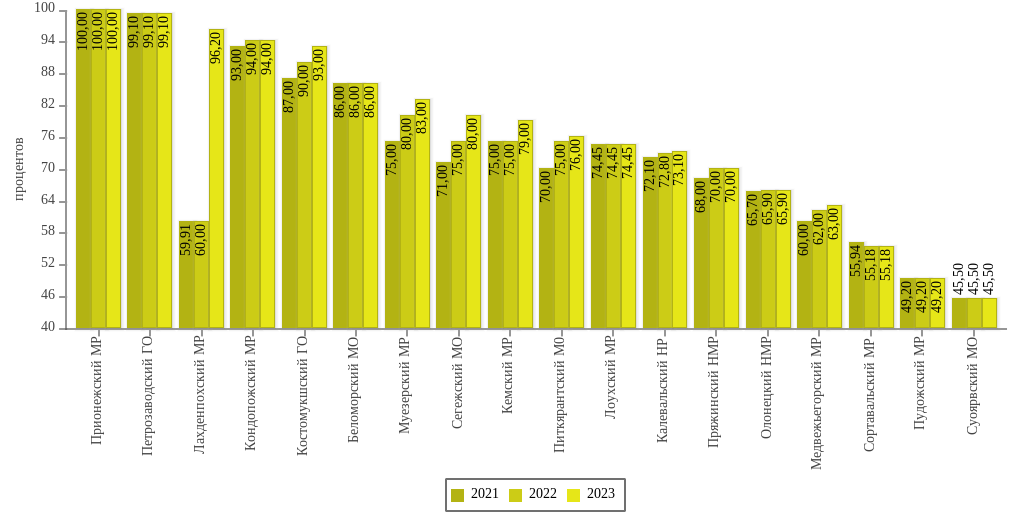 процентов
100
94
88
82
76
70
64
58
52
46
40
100,00 100,00 100,00
99,10 99,10 99,10
59,91 60,00 96,20
93,00 94,00 94,00
87,00 90,00 93,00
86,00 86,00 86,00
75,00 80,00 83,00
71,00 75,00 80,00
75,00 75,00 79,00
70,00 75,00 76,00
74,45 74,45 74,45
72,10 72,80 73,10
68,00 70,00 70,00
65,70 65,90 65,90
60,00 62,00 63,00
55,94 55,18 55,18
49,20 49,20 49,20
45,50 45,50 45,50
Прионежский МР
Петрозаводский ГО
Лахденпохский МР
Кондопожский МР
Костомукшский ГО
Беломорский МО
Муезерский МР
Сегежский МО
Кемский МР
Питкярантский М0
Лоухский МР
Калевальский НР
Пряжинский НМР
Олонецкий НМР
Медвежьегорский МР
Сортавальский МР
Пудожский МР
Суоярвский МО
2021 2022 2023